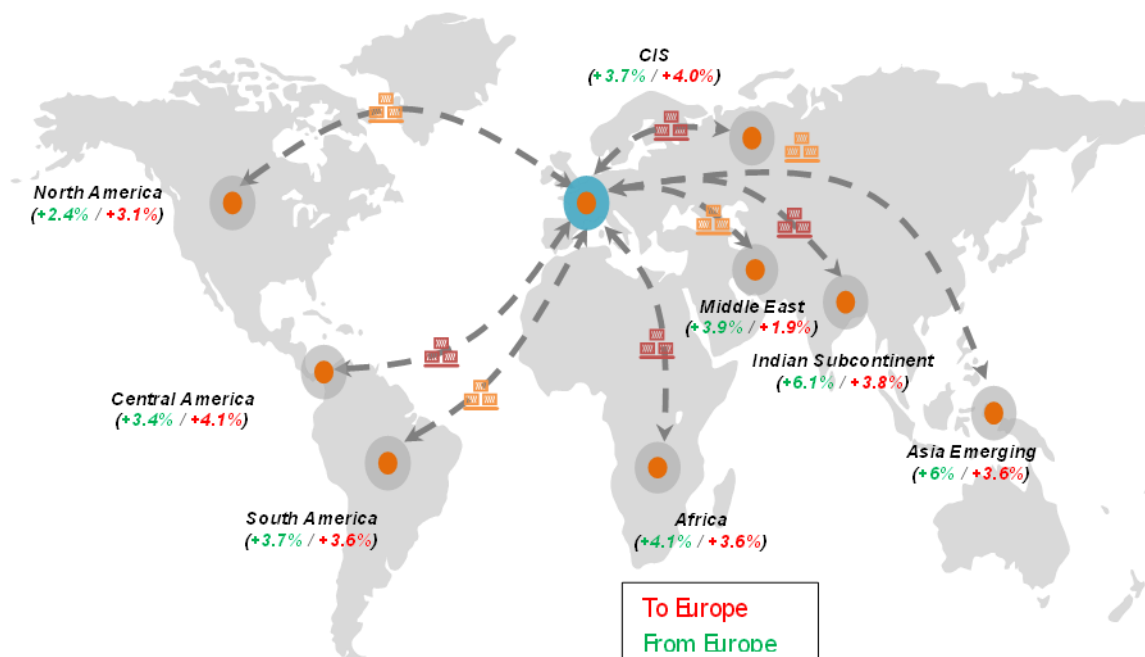 CIS
(+3.7% / +4.0%)
North America
(+2.4% / +3.1%)
Middle East
(+3.9% / +1.9%)
Indian Subcontinent
(+6.1% / +3.8%)
Central America
(+3.4% / +4.1%)
Asia Emerging
(+6% / +3.6%)
South America
(+3.7% / +3.6%)
Africa
(+4.1% / +3.6%)
To Europe
From Europe